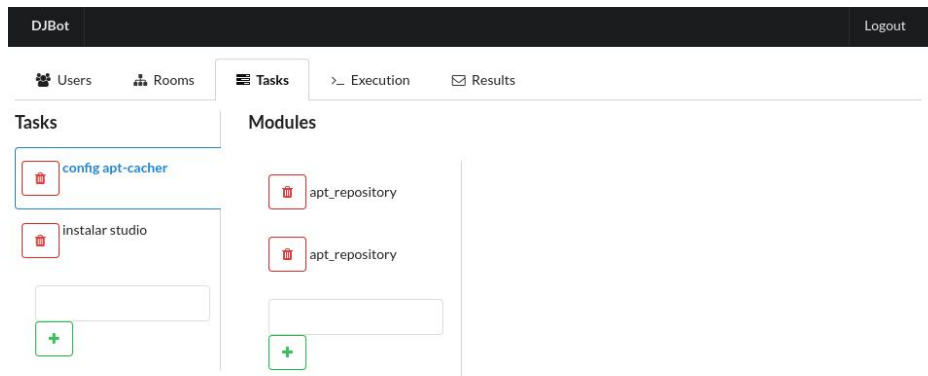 DJBot Logout
Users Rooms Tasks >_ Execution Results
Tasks Modules
config apt-cacher
apt_repository
instalar studio
apt_repository